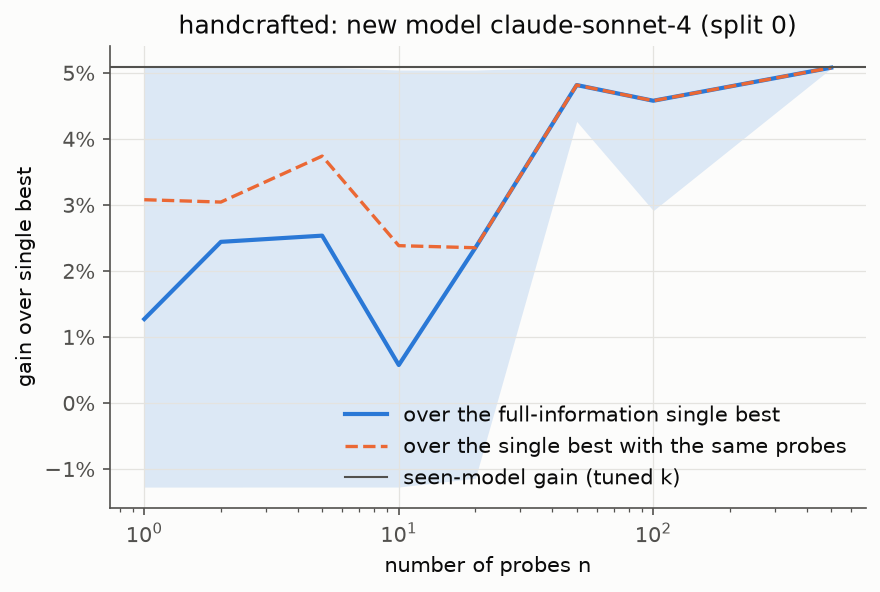 handcrafted: new model claude-sonnet-4 (split 0)
gain over single best
5%
4%
3%
2%
1%
0%
−1%
over the full-information single best
over the single best with the same probes
seen-model gain (tuned k)
10⁰ 10¹ 10²
number of probes n